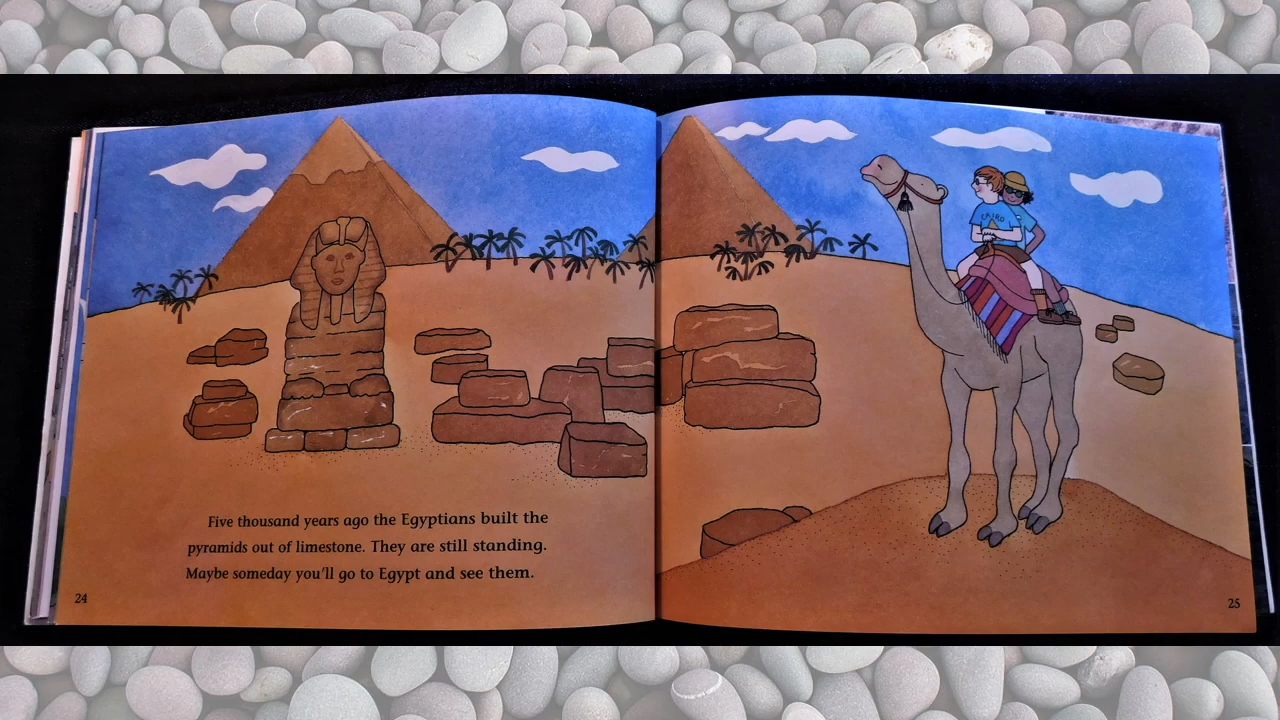 Five thousand years ago the Egyptians built the
pyramids out of limestone. They are still standing.
Maybe someday you'll go to Egypt and see them.
24
CAIRO
25